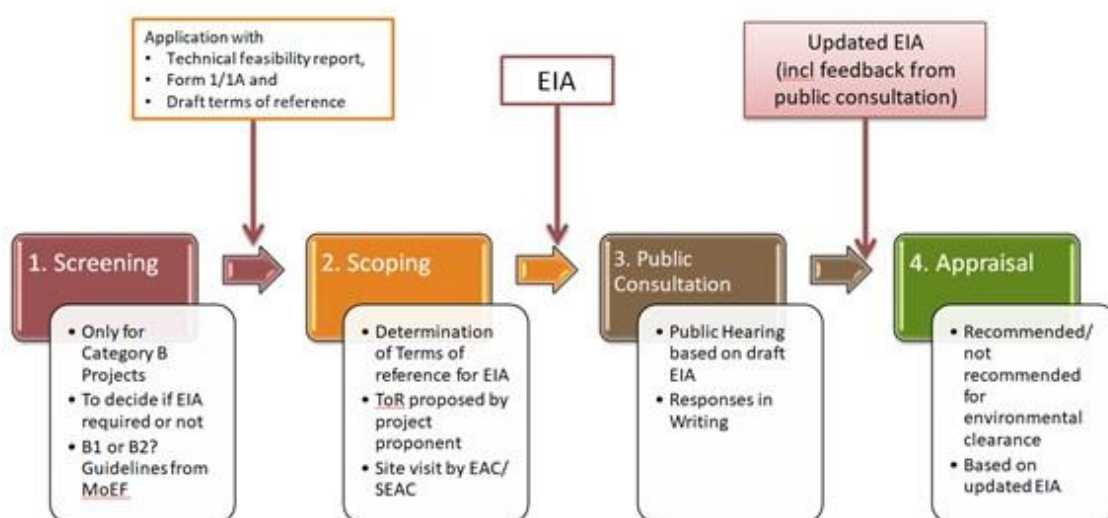 Application with
• Technical feasibility report,
• Form 1/1A and
• Draft terms of reference
EIA
Updated EIA
(incl feedback from
public consultation)
1. Screening
• Only for
Category B
Projects
• To decide if EIA
required or not
• B1 or B2?
Guidelines from
MoEF
2. Scoping
• Determination
of Terms of
reference for EIA
• ToR proposed by
project
proponent
• Site visit by EAC/
SEAC
3. Public
Consultation
• Public Hearing
based on draft
EIA
• Responses in
Writing
4. Appraisal
• Recommended/
not
recommended
for
environmental
clearance
• Based on
updated EIA